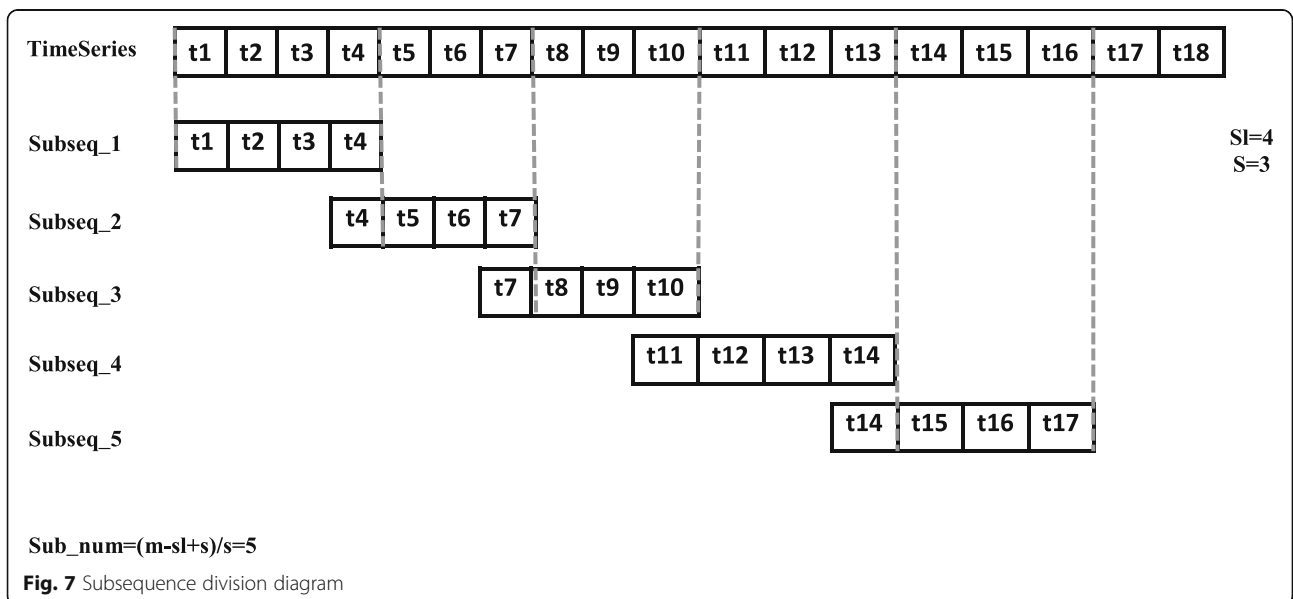 TimeSeries t1 t2 t3 t4 t5 t6 t7 t8 t9 t10 t11 t12 t13 t14 t15 t16 t17 t18
Subseq_1 t1 t2 t3 t4
Sl=4
S=3
Subseq_2 t4 t5 t6 t7
Subseq_3 t7 t8 t9 t10
Subseq_4 t11 t12 t13 t14
Subseq_5 t14 t15 t16 t17
Sub_num=(m-sl+s)/s=5
Fig. 7 Subsequence division diagram